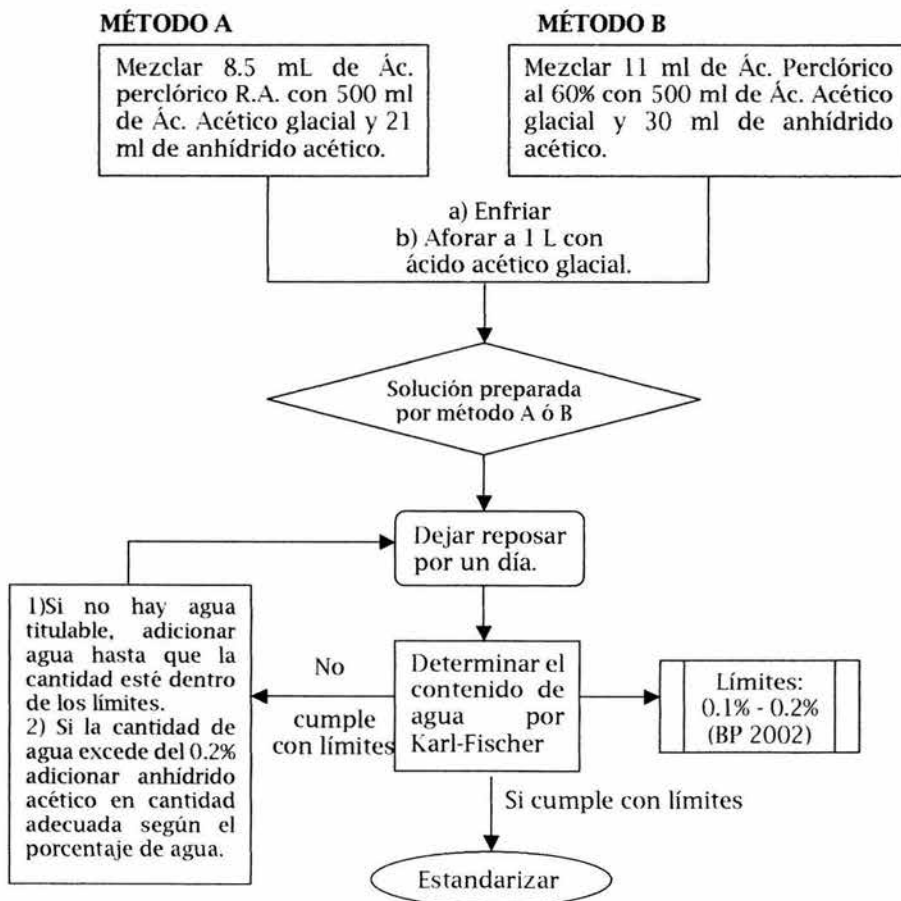 MÉTODO A
Mezclar 8.5 mL de Ác.
perclórico R.A. con 500 ml
de Ác. Acético glacial y 21
ml de anhídrido acético.
MÉTODO B
Mezclar 11 ml de Ác. Perclórico
al 60% con 500 ml de Ác. Acético
glacial y 30 ml de anhídrido
acético.
a) Enfriar
b) Aforar a 1 L con
ácido acético glacial.
Solución preparada
por método A ó B
Dejar reposar
por un día.
1)Si no hay agua
titulable, adicionar
agua hasta que la
cantidad esté dentro
de los límites.
2) Si la cantidad de
agua excede del 0.2%
adicionar anhídrido
acético en cantidad
adecuada según el
porcentaje de agua.
No
cumple
con límites
Determinar el
contenido de
agua por
Karl-Fischer
Límites:
0.1% - 0.2%
(BP 2002)
Si cumple con límites
Estandarizar